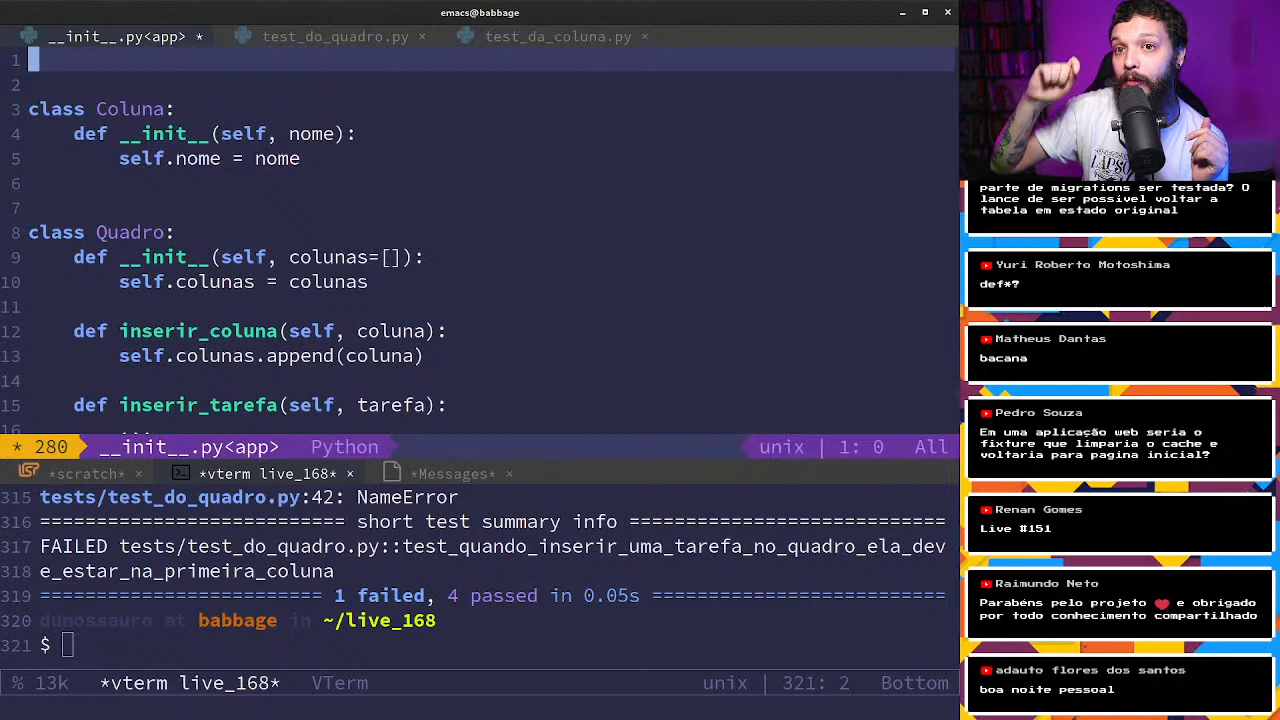 emacs@babbage
__init__.py<app> *
test_do_quadro.py ×
test_da_coluna.py ×
1
2
3 class Coluna:
4 def __init__(self, nome):
5 self.nome = nome
6
7
8 class Quadro:
9 def __init__(self, colunas=[]):
10 self.colunas = colunas
11
12 def inserir_coluna(self, coluna):
13 self.colunas.append(coluna)
14
15 def inserir_tarefa(self, tarefa):
16 ...
* 280 __init__.py<app> Python unix | 1: 0 All
*scratch* × *vterm live_168* × *Messages* ×
315 tests/test_do_quadro.py:42: NameError
316 ========================== short test summary info ===========================
317 FAILED tests/test_do_quadro.py::test_quando_inserir_uma_tarefa_no_quadro_ela_dev
318 e_estar_na_primeira_coluna
319 ========================= 1 failed, 4 passed in 0.05s ==========================
320 dunossauro at babbage in ~/live_168
321 $
% 13k *vterm live_168* VTerm unix | 321: 2 Bottom
LAPSO
parte de migrations ser testada? O
lance de ser possível voltar a
tabela em estado original
Yuri Roberto Motoshima
def*?
Matheus Dantas
bacana
Pedro Souza
Em uma aplicação web seria o
fixture que limparia o cache e
voltaria para pagina inicial?
Renan Gomes
Live #151
Raimundo Neto
Parabéns pelo projeto ❤ e obrigado
por todo conhecimento compartilhado
adauto flores dos santos
boa noite pessoal